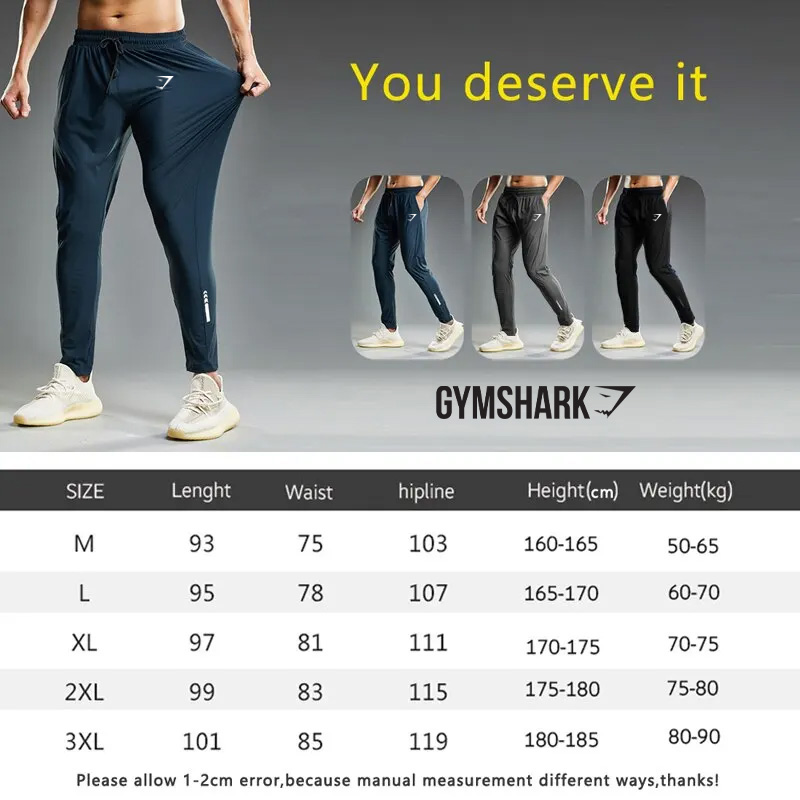 You deserve it
GYMSHARK
SIZE Lenght Waist hipline Height(cm) Weight(kg)
M 93 75 103 160-165 50-65
L 95 78 107 165-170 60-70
XL 97 81 111 170-175 70-75
2XL 99 83 115 175-180 75-80
3XL 101 85 119 180-185 80-90
Please allow 1-2cm error,because manual measurement different ways,thanks!